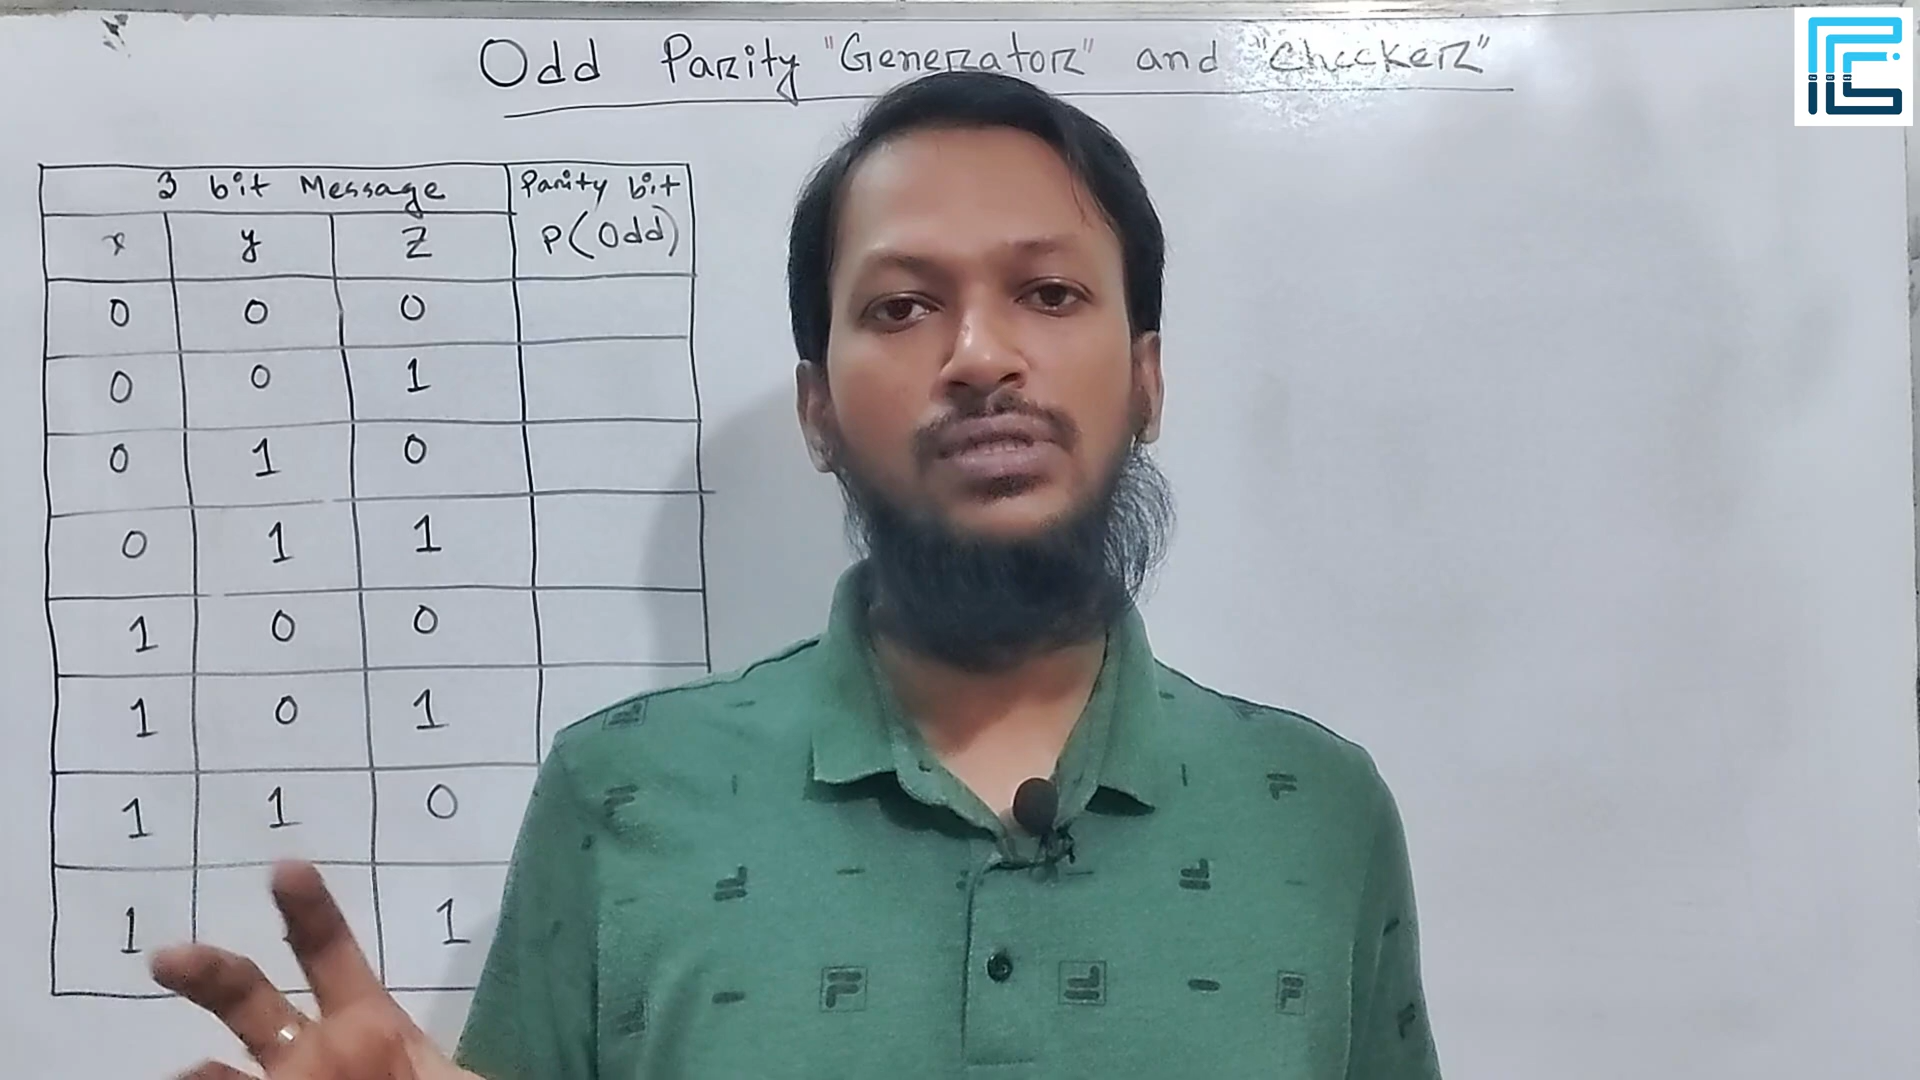 Odd Parity "Generator" and "Checker"
3 bit Message Parity bit
x y z P(Odd)
0 0 0
0 0 1
0 1 0
0 1 1
1 0 0
1 0 1
1 1 0
1 1